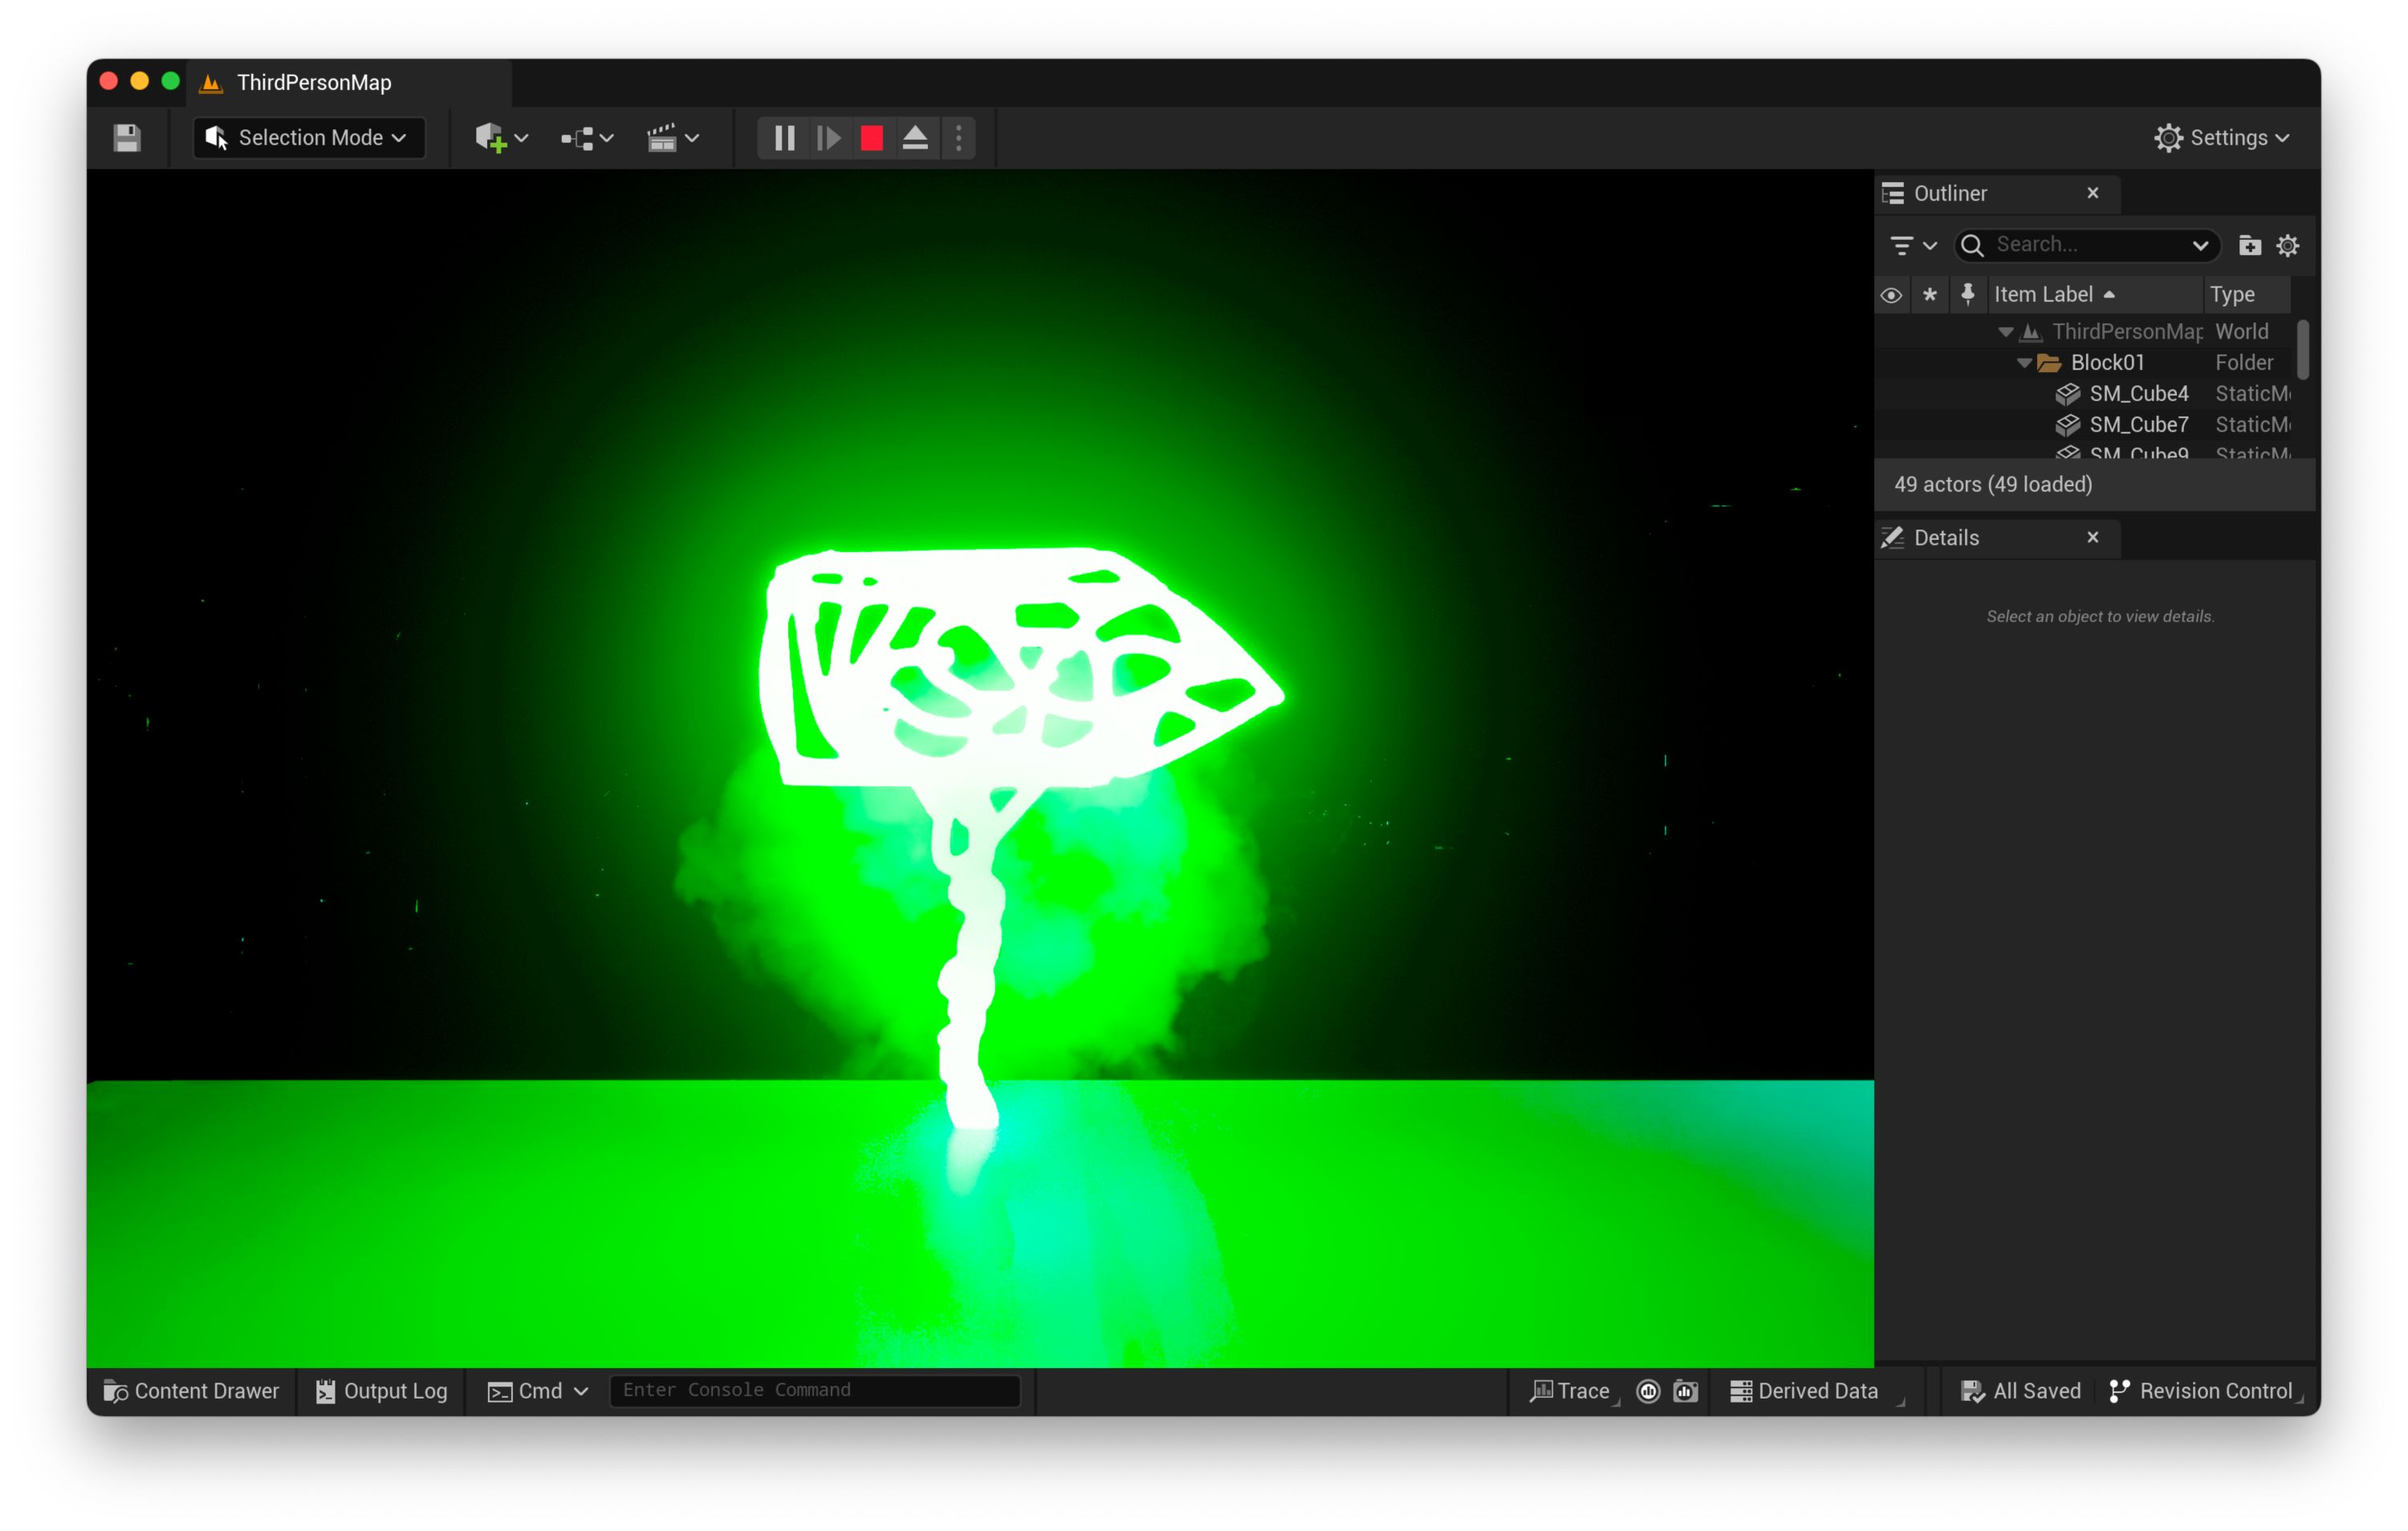 ThirdPersonMap
Selection Mode
Settings
Outliner
Search...
Item Label Type
ThirdPersonMap World
Block01 Folder
SM_Cube4 StaticM
SM_Cube7 StaticM
SM_Cube9 StaticM
49 actors (49 loaded)
Details
Select an object to view details.
Content Drawer Output Log Cmd Enter Console Command Trace Derived Data All Saved Revision Control